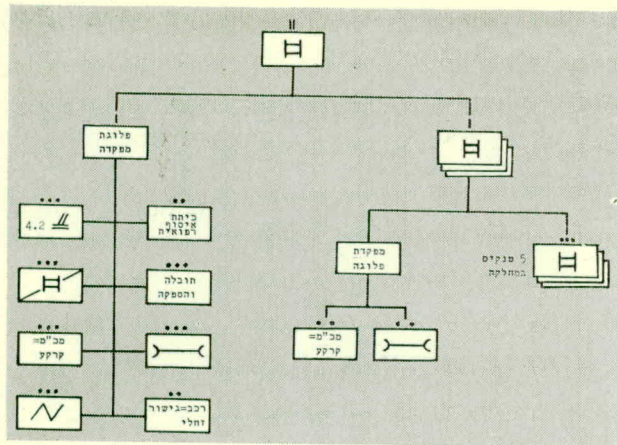 פלוגת
מפקדה
4.2
כיתת
איסוף
רפואית
תובלה
והספקה
מכ"מ=
קרקע
רכב=גישור
זחלי
מפקדת
פלוגה
מכ"מ=
קרקע
5 טנקים
במחלקה